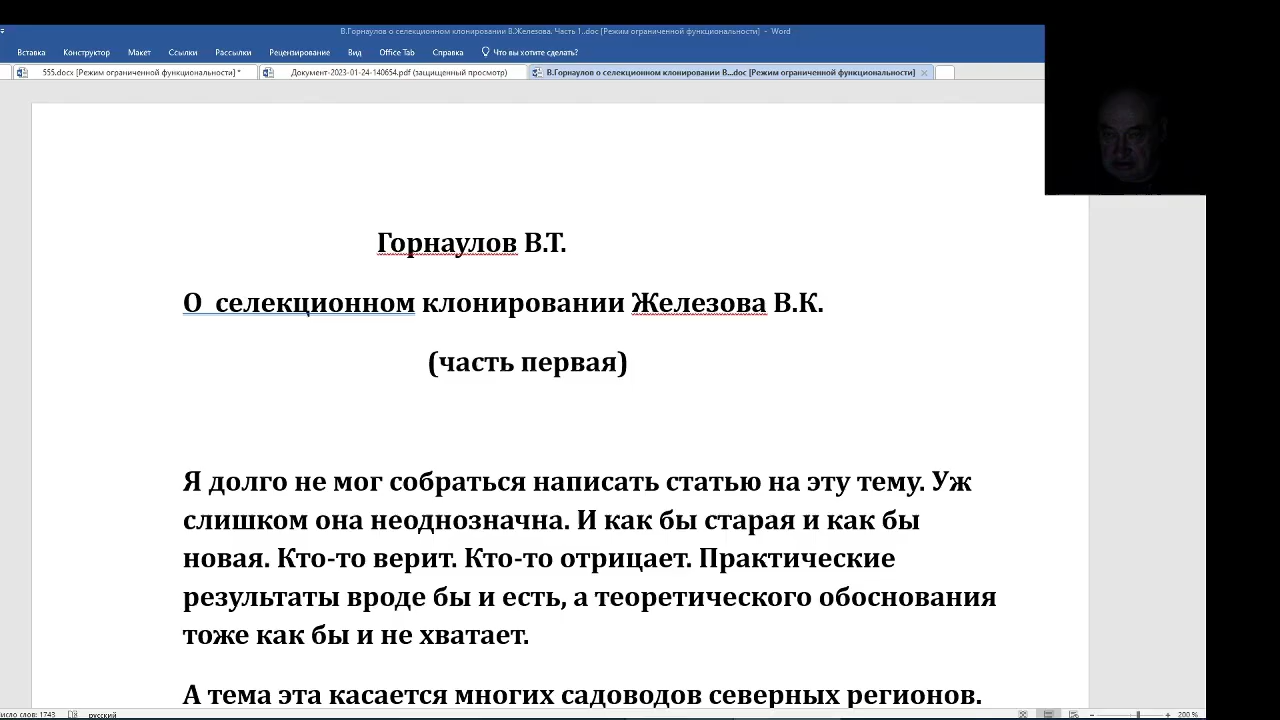 В.Горнаулов о селекционном клонировании В.Железова. Часть 1..doc [Режим ограниченной функциональности] - Word
Вставка Конструктор Макет Ссылки Рассылки Рецензирование Вид Office Tab Справка Что вы хотите сделать?
555.docx [Режим ограниченной функциональности] * Документ-2023-01-24-140654.pdf (защищенный просмотр) В.Горнаулов о селекционном клонировании В...doc [Режим ограниченной функциональности]
Горнаулов В.Т.
О селекционном клонировании Железова В.К.
(часть первая)
Я долго не мог собраться написать статью на эту тему. Уж
слишком она неоднозначна. И как бы старая и как бы
новая. Кто-то верит. Кто-то отрицает. Практические
результаты вроде бы и есть, а теоретического обоснования
тоже как бы и не хватает.
А тема эта касается многих садоводов северных регионов.
исло слов: 1743 русский 200 %